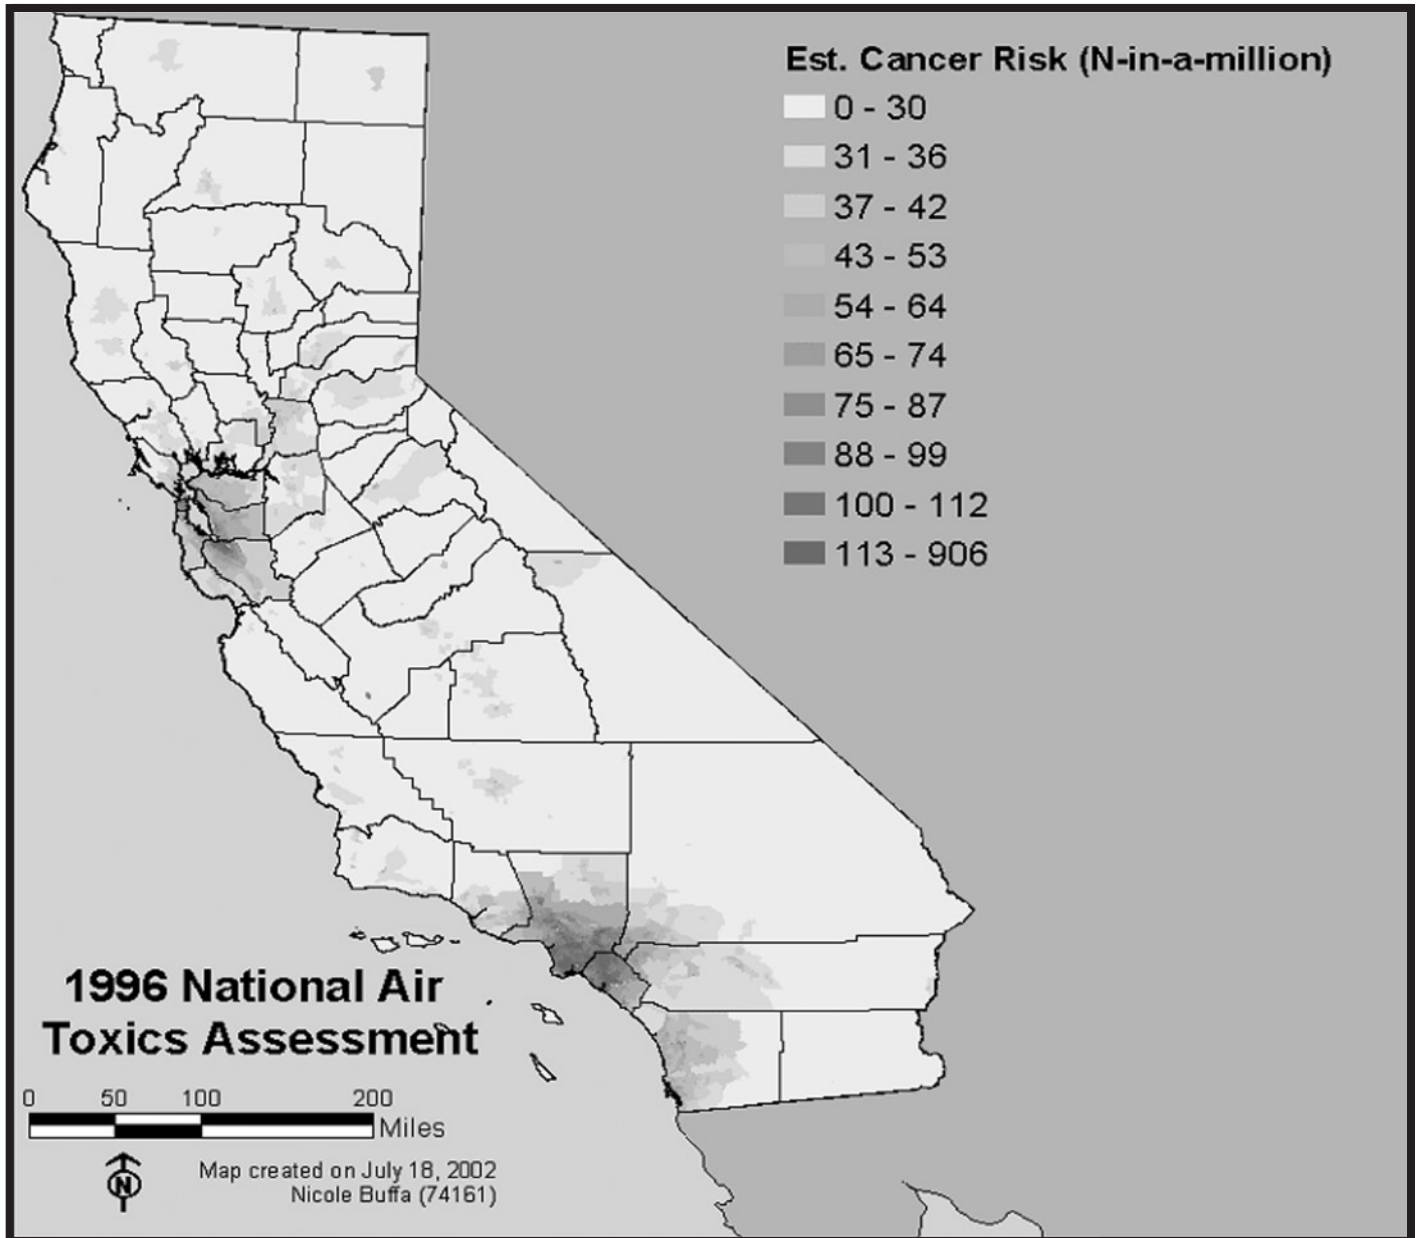 Est. Cancer Risk (N-in-a-million)
0 - 30
31 - 36
37 - 42
43 - 53
54 - 64
65 - 74
75 - 87
88 - 99
100 - 112
113 - 906
1996 National Air
Toxics Assessment
0 50 100 200
Miles
N
Map created on July 18, 2002
Nicole Buffa (74161)